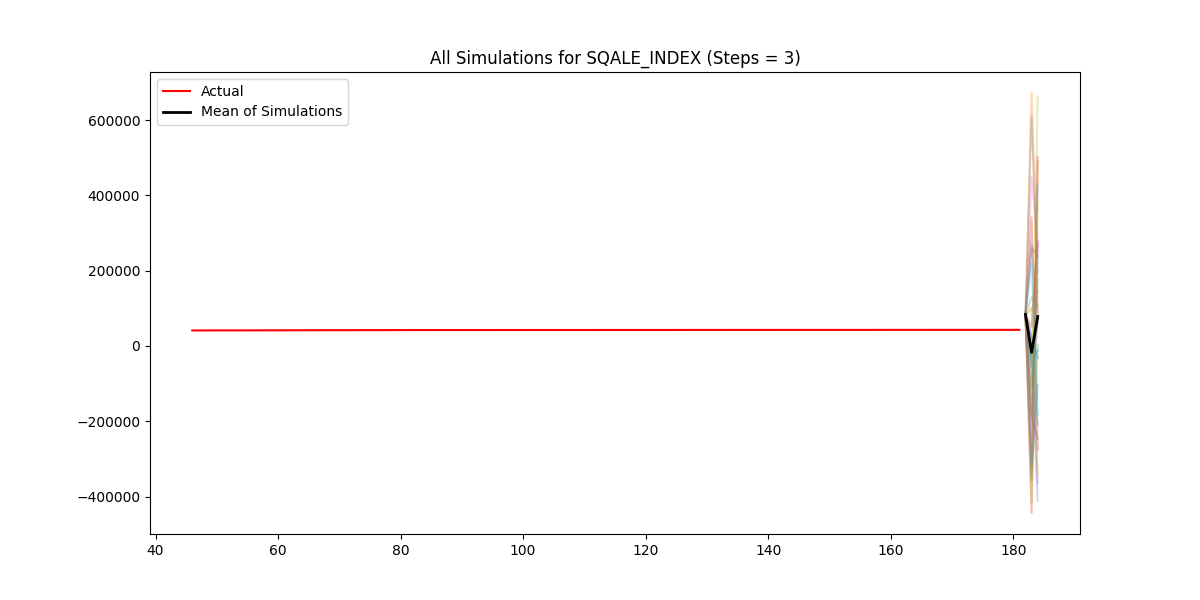 All Simulations for SQALE_INDEX (Steps = 3)
Actual
Mean of Simulations
600000
400000
200000
0
−200000
−400000
40 60 80 100 120 140 160 180